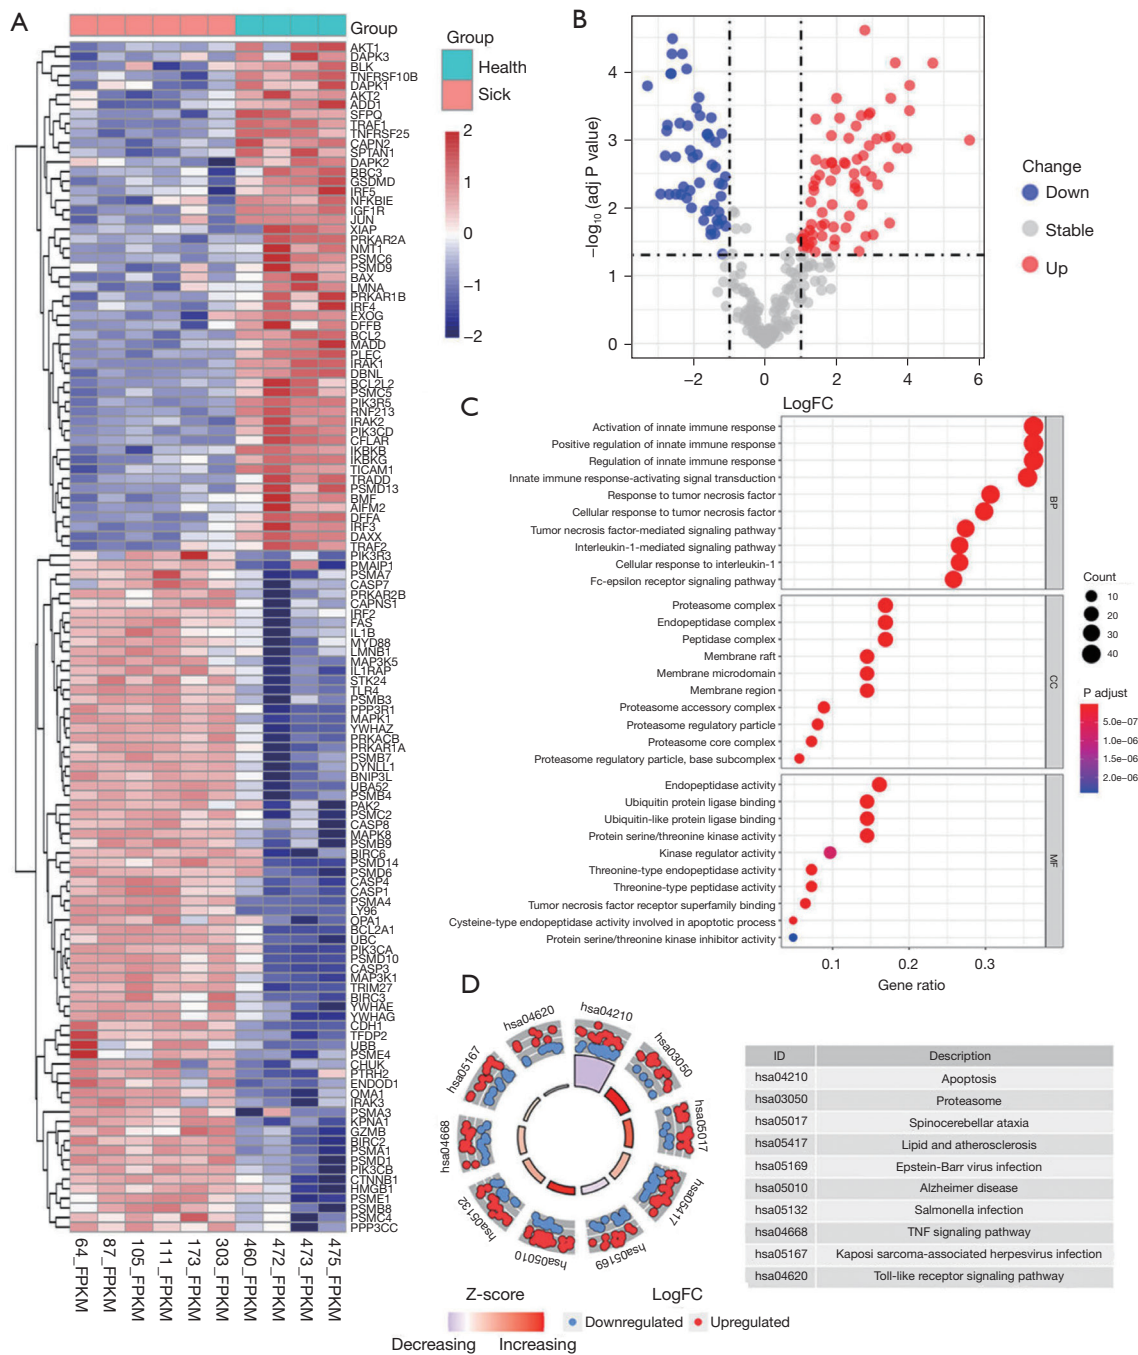 A
Group
AKT1
DAPK3
BLK
TNFRSF10B
DAPK1
AKT2
ADD1
SFPQ
TRAF1
TNFRSF25
CAPN2
SPTAN1
DAPK2
BBC3
GSDMD
IRF5
NFKBIE
IGF1R
JUN
XIAP
PRKAR2A
NMT1
PSMC6
PSMD9
BAX
LMNA
PRKAR1B
IRF4
EXOG
DFFB
BCL2
MADD
PLEC
IRAK1
DBNL
BCL2L2
PSMC5
PIK3R5
RNF213
IRAK2
PIK3CD
CFLAR
IKBKB
IKBKG
TICAM1
TRADD
PSMD13
BMF
AIFM2
DFFA
IRF3
DAXX
TRAF2
PIK3R3
PMAIP1
PSMA7
CASP7
PRKAR2B
CAPNS1
IRF2
FAS
IL1B
MYD88
LMNB1
MAP3K5
IL1RAP
STK24
TLR4
PSMB3
PPP3R1
MAPK1
YWHAZ
PRKACB
PRKAR1A
PSMB7
DYNLL1
BNIP3L
UBA52
PSMB4
PAK2
PSMC2
CASP8
MAPK8
PSMB9
BIRC6
PSMD14
PSMD6
CASP4
CASP1
PSMA4
LY96
OPA1
BCL2A1
UBC
PIK3CA
PSMD10
CASP3
MAP3K1
TRIM27
BIRC3
YWHAE
YWHAG
CDH1
TFDP2
UBB
PSME4
CHUK
PTRH2
ENDOD1
OMA1
IRAK3
PSMA3
KPNA1
GZMB
BIRC2
PSMA1
PSMD1
PIK3CB
CTNNB1
HMGB1
PSME1
PSMB8
PSMC4
PPP3CC
64_FPKM
87_FPKM
105_FPKM
111_FPKM
173_FPKM
303_FPKM
460_FPKM
472_FPKM
473_FPKM
475_FPKM
Group
Health
Sick
2
1
0
−1
−2
B
−log10 (adj P value)
4
3
2
1
0
−2
0
2
4
6
LogFC
Change
Down
Stable
Up
C
Activation of innate immune response
Positive regulation of innate immune response
Regulation of innate immune response
Innate immune response-activating signal transduction
Response to tumor necrosis factor
Cellular response to tumor necrosis factor
Tumor necrosis factor-mediated signaling pathway
Interleukin-1-mediated signaling pathway
Cellular response to interleukin-1
Fc-epsilon receptor signaling pathway
BP
Proteasome complex
Endopeptidase complex
Peptidase complex
Membrane raft
Membrane microdomain
Membrane region
Proteasome accessory complex
Proteasome regulatory particle
Proteasome core complex
Proteasome regulatory particle, base subcomplex
CC
Endopeptidase activity
Ubiquitin protein ligase binding
Ubiquitin-like protein ligase binding
Protein serine/threonine kinase activity
Kinase regulator activity
Threonine-type endopeptidase activity
Threonine-type peptidase activity
Tumor necrosis factor receptor superfamily binding
Cysteine-type endopeptidase activity involved in apoptotic process
Protein serine/threonine kinase inhibitor activity
MF
0.1
0.2
0.3
Gene ratio
Count
10
20
30
40
P adjust
5.0e−07
1.0e−06
1.5e−06
2.0e−06
D
hsa04210
hsa03050
hsa05017
hsa05417
hsa05169
hsa05010
hsa05132
hsa04668
hsa05167
hsa04620
Z-score
Decreasing
Increasing
LogFC
Downregulated
Upregulated
ID Description
hsa04210 Apoptosis
hsa03050 Proteasome
hsa05017 Spinocerebellar ataxia
hsa05417 Lipid and atherosclerosis
hsa05169 Epstein-Barr virus infection
hsa05010 Alzheimer disease
hsa05132 Salmonella infection
hsa04668 TNF signaling pathway
hsa05167 Kaposi sarcoma-associated herpesvirus infection
hsa04620 Toll-like receptor signaling pathway